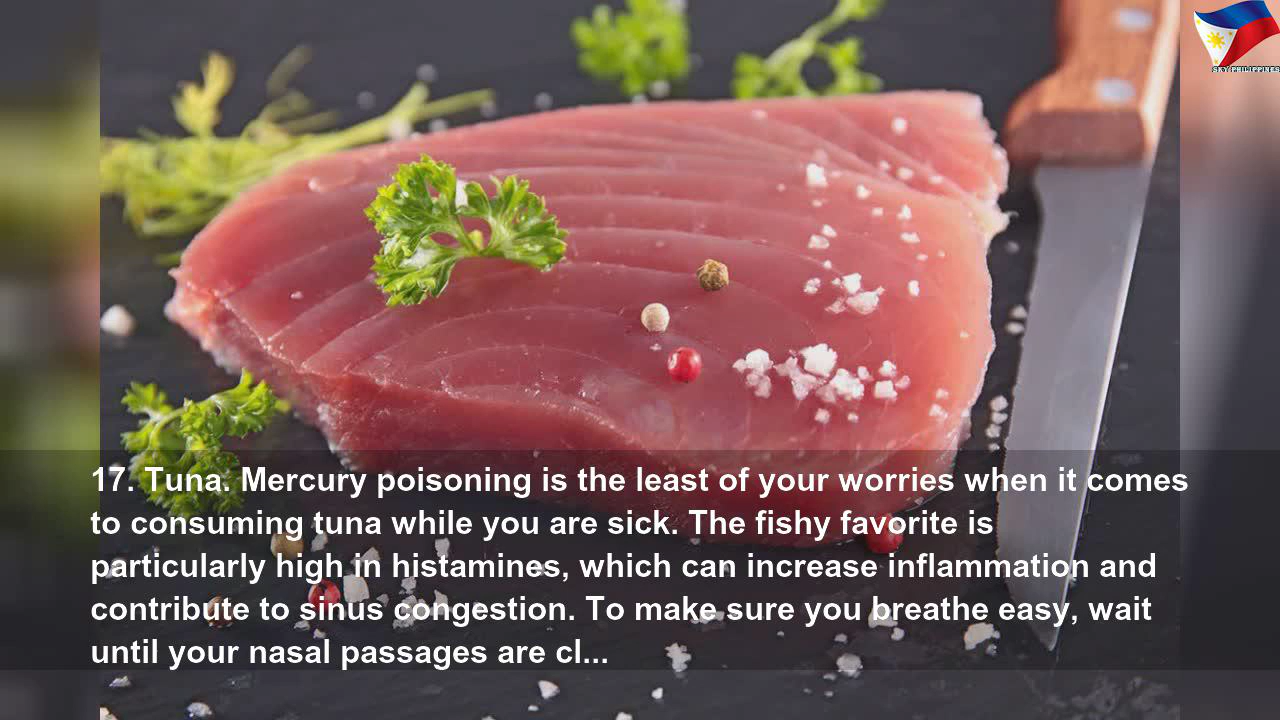 SKY PHILIPPINES
17. Tuna. Mercury poisoning is the least of your worries when it comes
to consuming tuna while you are sick. The fishy favorite is
particularly high in histamines, which can increase inflammation and
contribute to sinus congestion. To make sure you breathe easy, wait
until your nasal passages are cl...